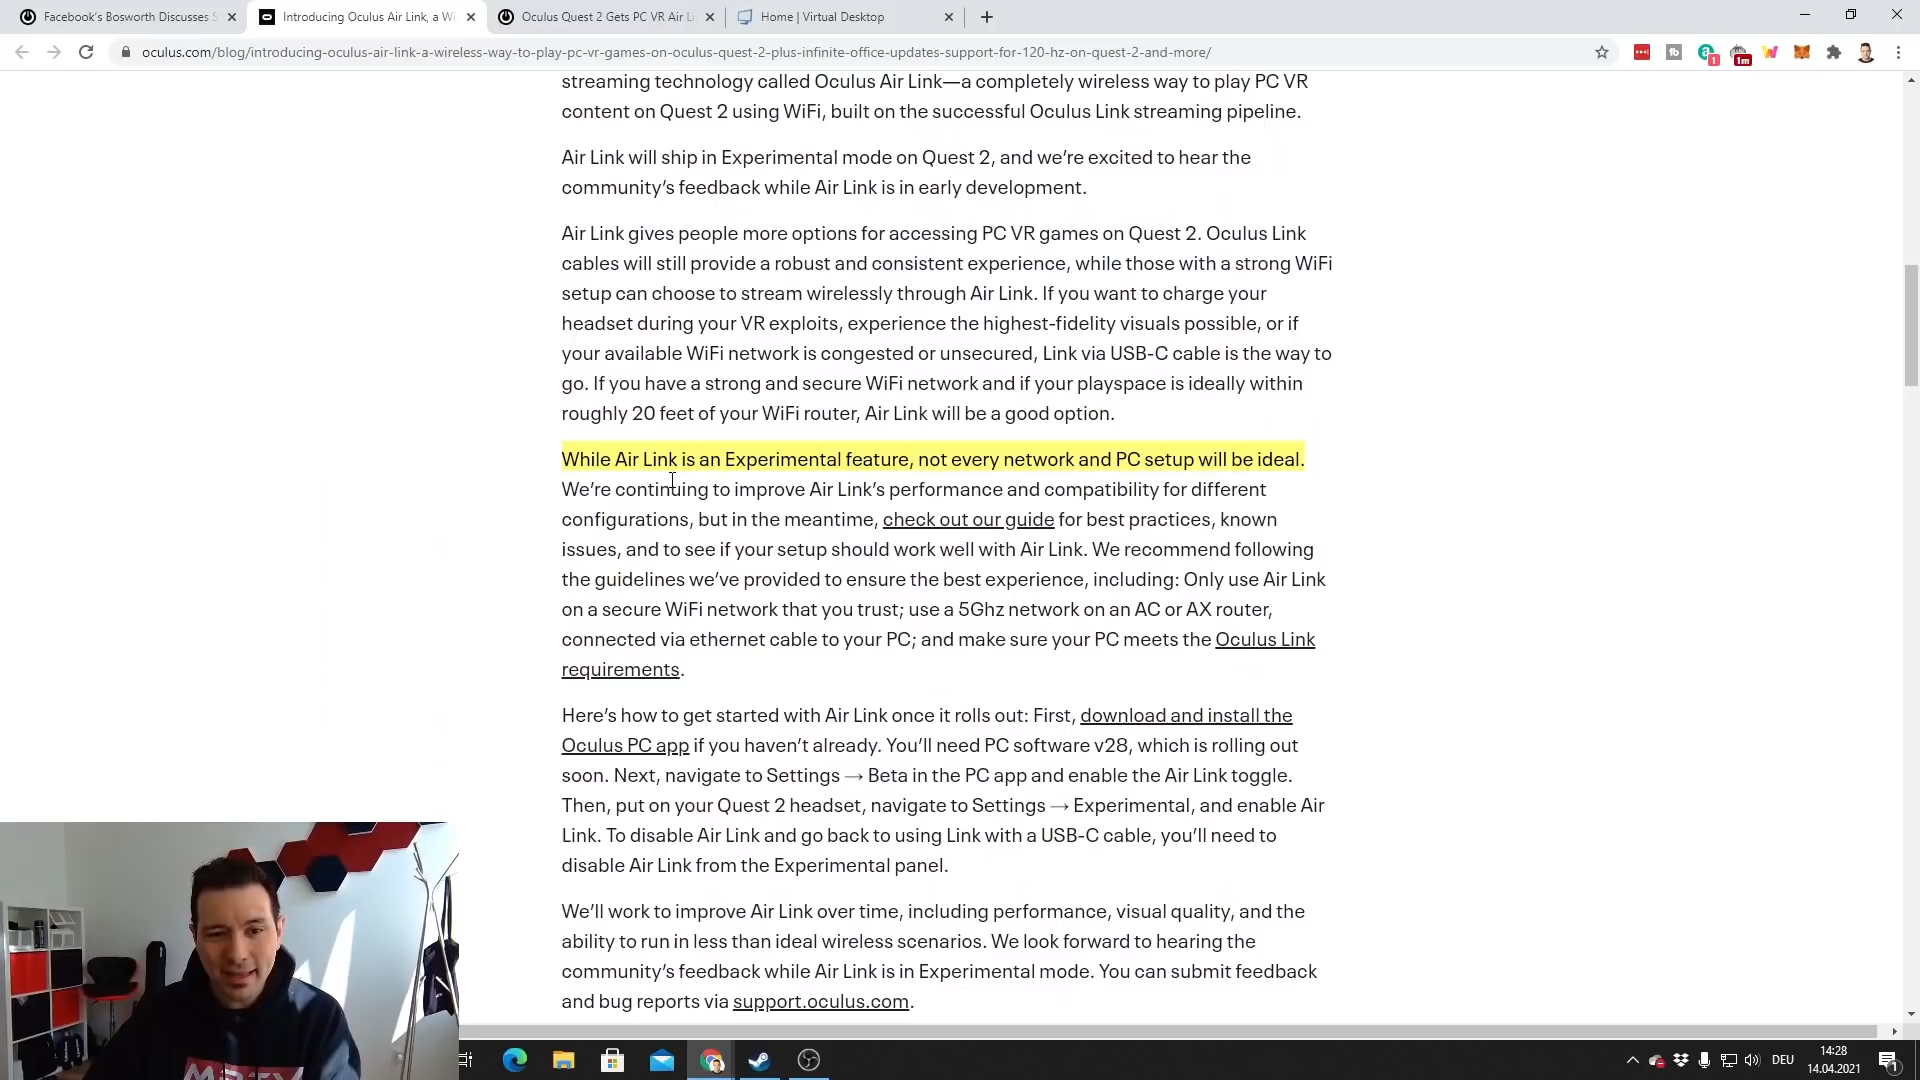 Facebook's Bosworth Discusses S
Introducing Oculus Air Link, a Wi
Oculus Quest 2 Gets PC VR Air Li
Home | Virtual Desktop
oculus.com/blog/introducing-oculus-air-link-a-wireless-way-to-play-pc-vr-games-on-oculus-quest-2-plus-infinite-office-updates-support-for-120-hz-on-quest-2-and-more/
streaming technology called Oculus Air Link—a completely wireless way to play PC VR
content on Quest 2 using WiFi, built on the successful Oculus Link streaming pipeline.
Air Link will ship in Experimental mode on Quest 2, and we're excited to hear the
community's feedback while Air Link is in early development.
Air Link gives people more options for accessing PC VR games on Quest 2. Oculus Link
cables will still provide a robust and consistent experience, while those with a strong WiFi
setup can choose to stream wirelessly through Air Link. If you want to charge your
headset during your VR exploits, experience the highest-fidelity visuals possible, or if
your available WiFi network is congested or unsecured, Link via USB-C cable is the way to
go. If you have a strong and secure WiFi network and if your playspace is ideally within
roughly 20 feet of your WiFi router, Air Link will be a good option.
While Air Link is an Experimental feature, not every network and PC setup will be ideal.
We're continuing to improve Air Link's performance and compatibility for different
configurations, but in the meantime, check out our guide for best practices, known
issues, and to see if your setup should work well with Air Link. We recommend following
the guidelines we've provided to ensure the best experience, including: Only use Air Link
on a secure WiFi network that you trust; use a 5Ghz network on an AC or AX router,
connected via ethernet cable to your PC; and make sure your PC meets the Oculus Link
requirements.
Here's how to get started with Air Link once it rolls out: First, download and install the
Oculus PC app if you haven't already. You'll need PC software v28, which is rolling out
soon. Next, navigate to Settings → Beta in the PC app and enable the Air Link toggle.
Then, put on your Quest 2 headset, navigate to Settings → Experimental, and enable Air
Link. To disable Air Link and go back to using Link with a USB-C cable, you'll need to
disable Air Link from the Experimental panel.
We'll work to improve Air Link over time, including performance, visual quality, and the
ability to run in less than ideal wireless scenarios. We look forward to hearing the
community's feedback while Air Link is in Experimental mode. You can submit feedback
and bug reports via support.oculus.com.
DEU
14:28
14.04.2021